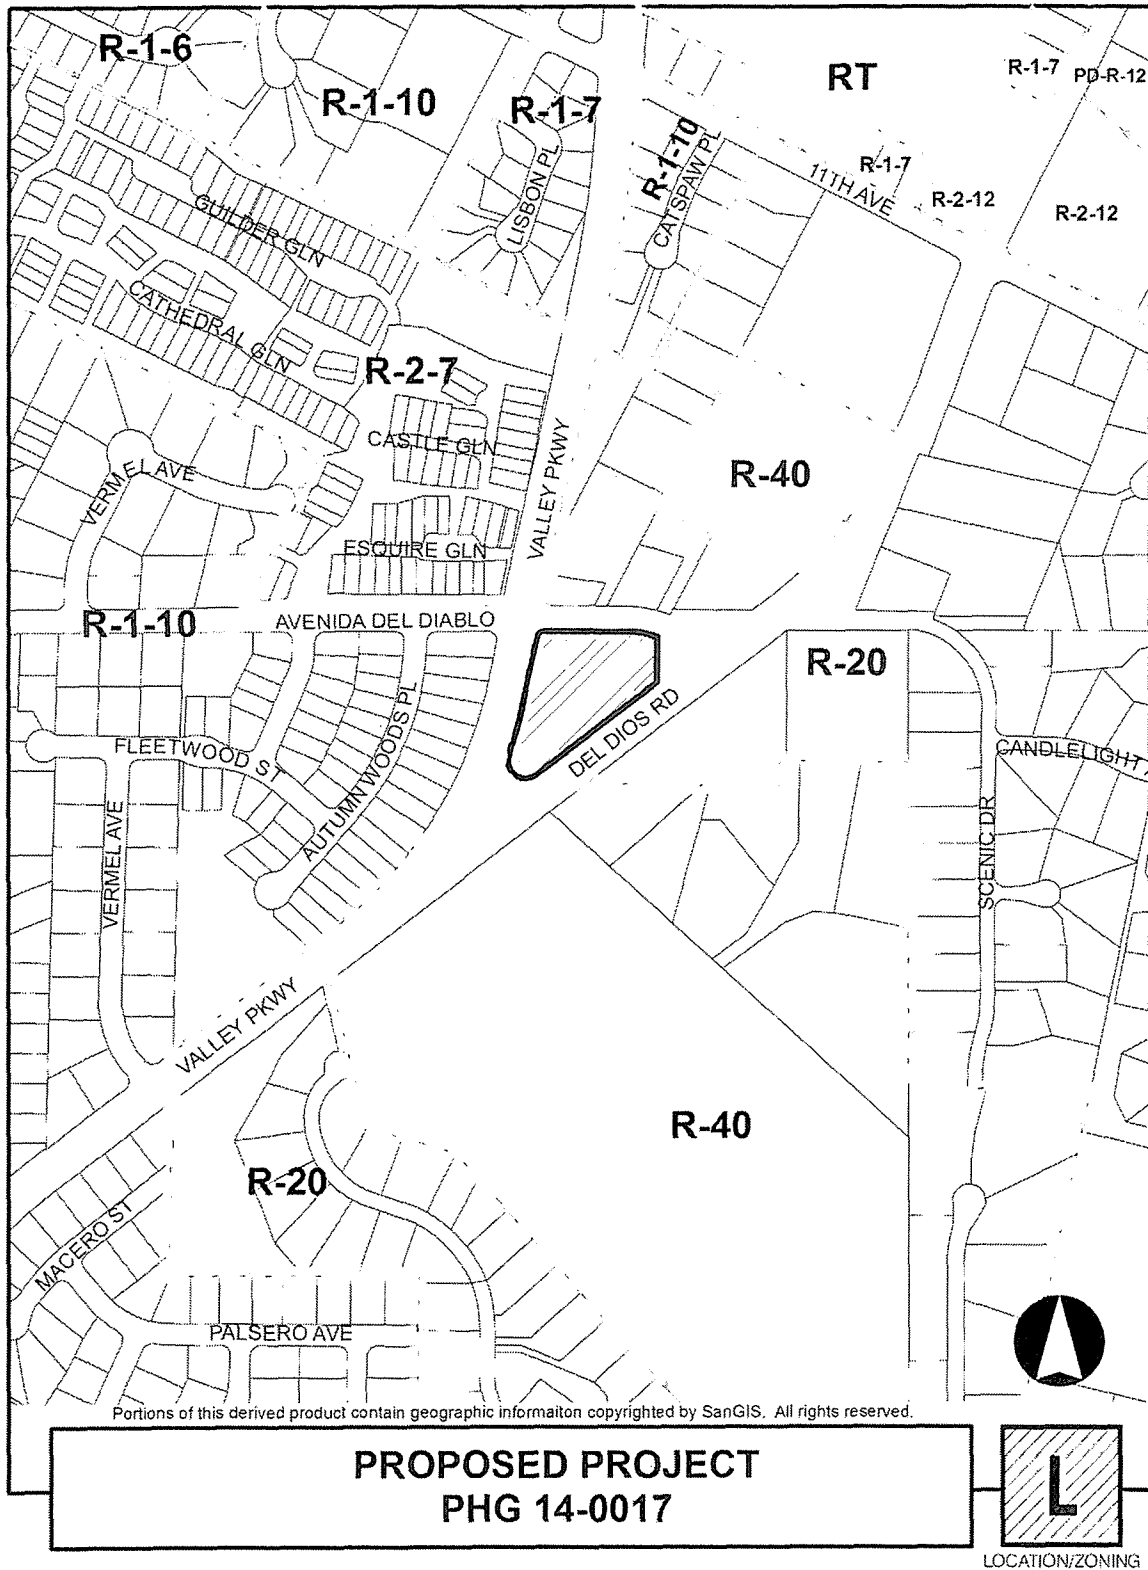 R-1-6
R-1-10
R-1-7
RT
R-1-7
PD-R-12
R-1-10
CATSPAW PL
LISBON PL
11TH AVE
R-1-7
R-2-12
R-2-12
GUILDER GLN
CATHEDRAL GLN
R-2-7
CASTLE GLN
VALLEY PKWY
R-40
VERMEL AVE
ESQUIRE GLN
R-1-10
AVENIDA DEL DIABLO
R-20
DEL DIOS RD
FLEETWOOD ST
AUTUMN WOODS PL
CANDLELIGHT
VERMEL AVE
SCENIC DR
VALLEY PKWY
R-40
R-20
MACERO ST
PALSERO AVE
Portions of this derived product contain geographic informaiton copyrighted by SanGIS. All rights reserved.
PROPOSED PROJECT
PHG 14-0017
L
LOCATION/ZONING